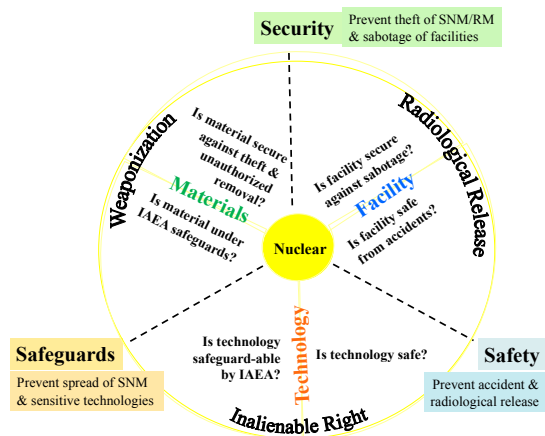 Security
Prevent theft of SNM/RM
& sabotage of facilities
Weaponization
Radiological Release
Is material secure
against theft &
unauthorized
removal?
Materials
Is material under
IAEA safeguards?
Is facility secure
against sabotage?
Facility
Is facility safe
from accidents?
Nuclear
Technology
Is technology
safeguard-able
by IAEA?
Is technology safe?
Inalienable Right
Safeguards
Prevent spread of SNM
& sensitive technologies
Safety
Prevent accident &
radiological release